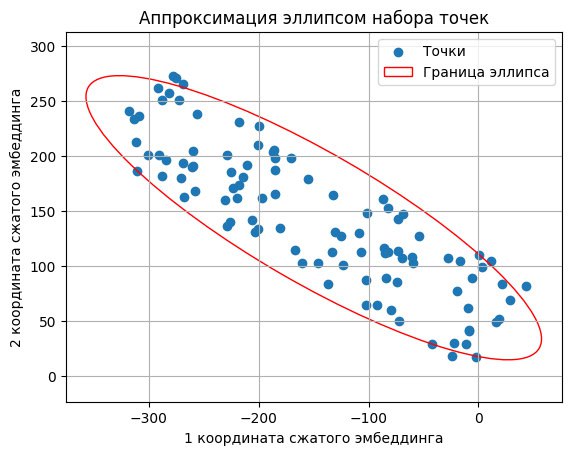 Аппроксимация эллипсом набора точек
Точки
Граница эллипса
300
250
200
150
100
50
0
−300
−200
−100
0
1 координата сжатого эмбеддинга
2 координата сжатого эмбеддинга